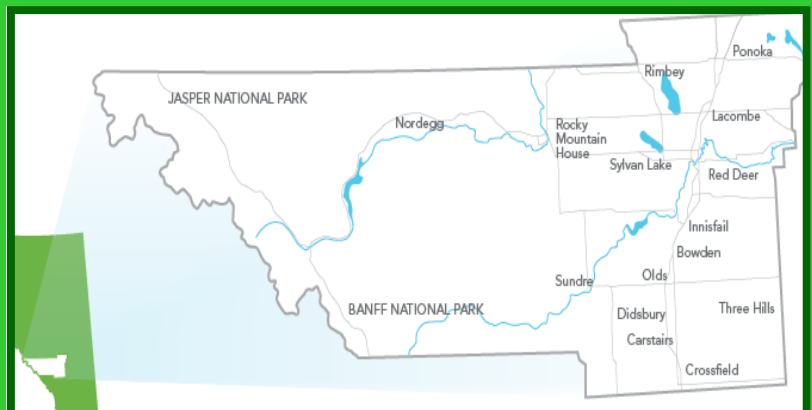 Ponoka
Rimbey
JASPER NATIONAL PARK
Lacombe
Nordegg
Rocky
Mountain
House
Sylvan Lake
Red Deer
Innisfail
Bowden
Olds
Sundre
BANFF NATIONAL PARK
Three Hills
Didsbury
Carstairs
Crossfield